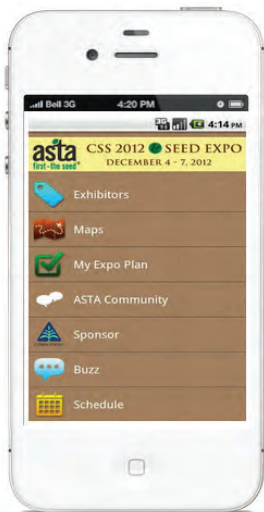 Bell 3G 4:20 PM
3G 4:14 PM
asta
first - the seed
CSS 2012 SEED EXPO
DECEMBER 4 - 7, 2012
Exhibitors
Maps
My Expo Plan
ASTA Community
Sponsor
Buzz
Schedule